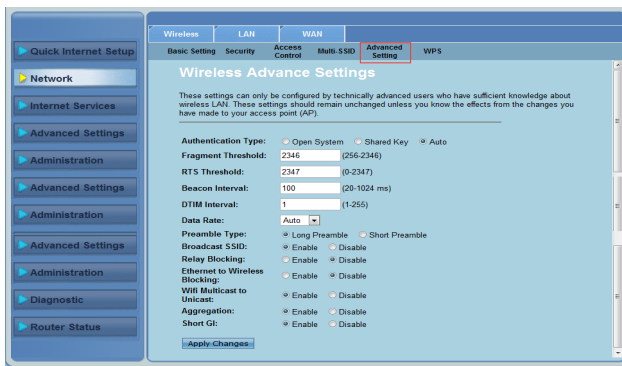 Wireless LAN WAN
Basic Setting Security Access Control Multi-SSID Advanced Setting WPS
Quick Internet Setup
Network
Internet Services
Advanced Settings
Administration
Advanced Settings
Administration
Advanced Settings
Administration
Diagnostic
Router Status
Wireless Advance Settings
These settings can only be configured by technically advanced users who have sufficient knowledge about
wireless LAN. These settings should remain unchanged unless you know the effects from the changes you
have made to your access point (AP).
Authentication Type: Open System Shared Key Auto
Fragment Threshold: 2346 (256-2346)
RTS Threshold: 2347 (0-2347)
Beacon Interval: 100 (20-1024 ms)
DTIM Interval: 1 (1-255)
Data Rate: Auto
Preamble Type: Long Preamble Short Preamble
Broadcast SSID: Enable Disable
Relay Blocking: Enable Disable
Ethernet to Wireless Blocking: Enable Disable
Wifi Multicast to Unicast: Enable Disable
Aggregation: Enable Disable
Short GI: Enable Disable
Apply Changes